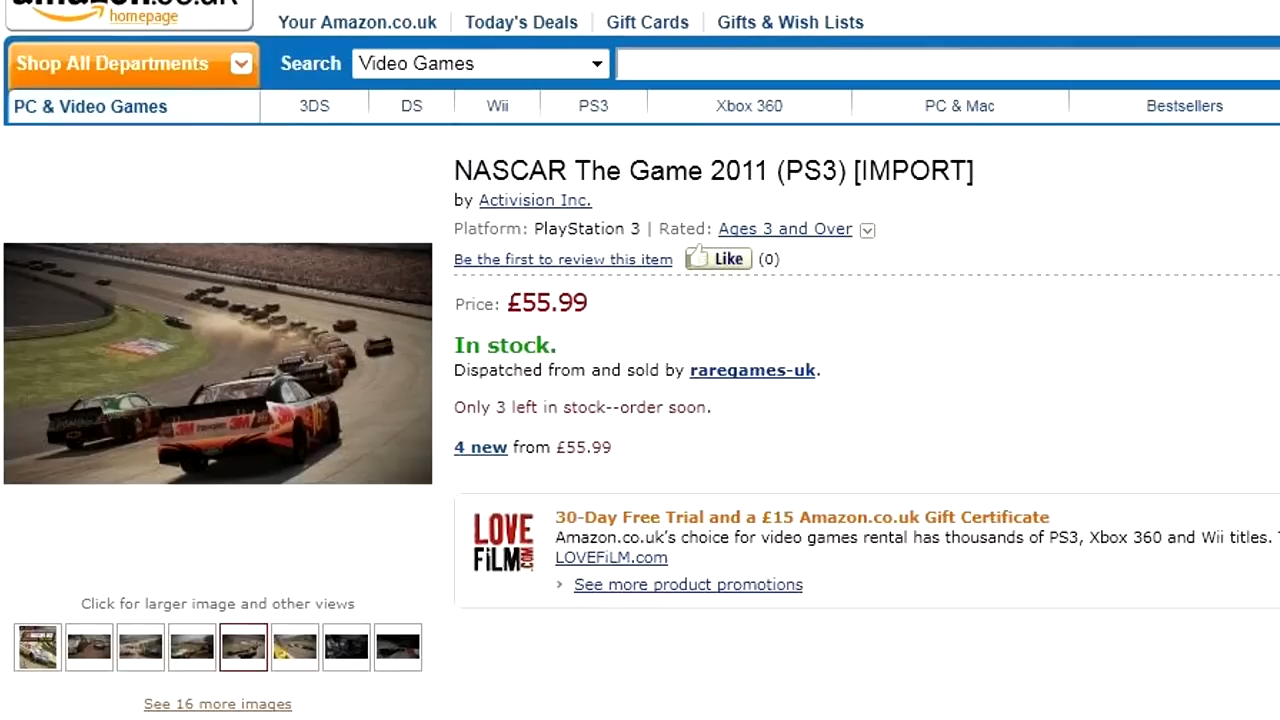 amazon.co.uk
homepage
Your Amazon.co.uk
Today's Deals
Gift Cards
Gifts & Wish Lists
Shop All Departments
Search
Video Games
PC & Video Games
3DS
DS
Wii
PS3
Xbox 360
PC & Mac
Bestsellers
NASCAR The Game 2011 (PS3) [IMPORT]
by Activision Inc.
Platform: PlayStation 3 | Rated: Ages 3 and Over
Be the first to review this item
Like
(0)
Price: £55.99
In stock.
Dispatched from and sold by raregames-uk.
Only 3 left in stock--order soon.
4 new from £55.99
3M
3M
LOVE
FiLM
.COM
30-Day Free Trial and a £15 Amazon.co.uk Gift Certificate
Amazon.co.uk's choice for video games rental has thousands of PS3, Xbox 360 and Wii titles.
LOVEFiLM.com
› See more product promotions
Click for larger image and other views
See 16 more images